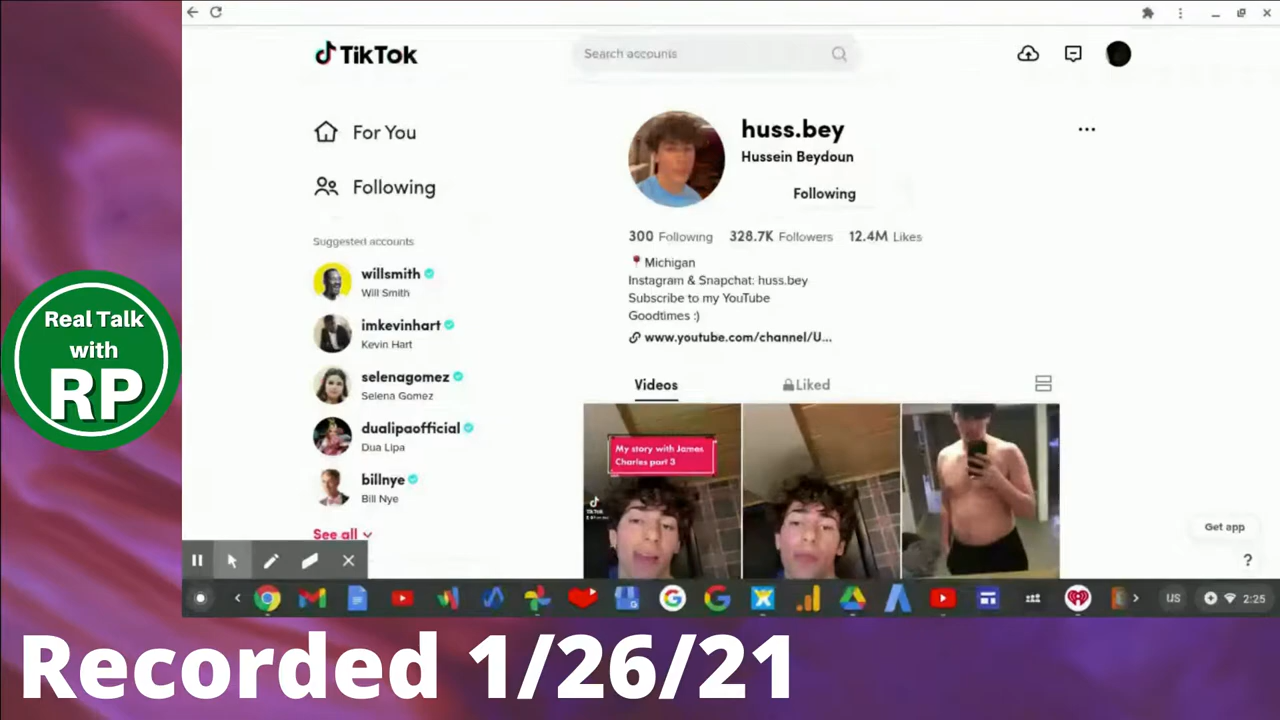 TikTok
Search accounts
For You
Following
Suggested accounts
willsmith
Will Smith
imkevinhart
Kevin Hart
selenagomez
Selena Gomez
dualipaofficial
Dua Lipa
billnye
Bill Nye
See all
huss.bey
Hussein Beydoun
Following
300 Following 328.7K Followers 12.4M Likes
Michigan
Instagram & Snapchat: huss.bey
Subscribe to my YouTube
Goodtimes :)
www.youtube.com/channel/U...
Videos Liked
My story with James
Charles part 3
TikTok
Get app
?
US 2:25
Real Talk
with
RP
Recorded 1/26/21